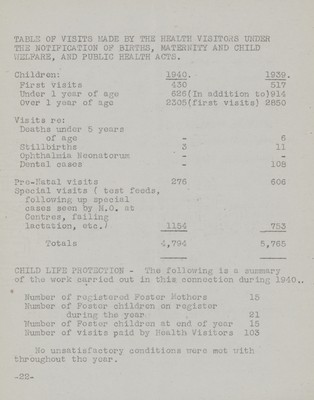 TABLE OF VISITS MADE BY THE HEALTH VISITORS UNDER
THE NOTIFICATION OF BIRTHS, MATERNITY AND CHILD
WELFARE, AND PUBLIC HEALTH ACTS.
Children: 1940. 1939.
First visits 430 517
Under 1 year of age 626(In addition to)914
Over 1 year of age 2305(first visits) 2850
Visits re:
Deaths under 5 years
of age - 6
Stillbirths 3 11
Ophthalmia Neonatorum - -
Dental cases - 108
Pre-Natal visits 276 606
Special visits ( test feeds,
following up special
cases seen by M.O. at
Centres, failing
lactation, etc.) 1154 753
Totals 4,794 5,765
CHILD LIFE PROTECTION - The following is a summary
of the work carried out in this connection during 1940..
Number of registered Foster Mothers 15
Number of Foster children on register
during the year 21
Number of Foster children at end of year 15
Number of visits paid by Health Visitors 103
No unsatisfactory conditions were met with
throughout the year.
-22-